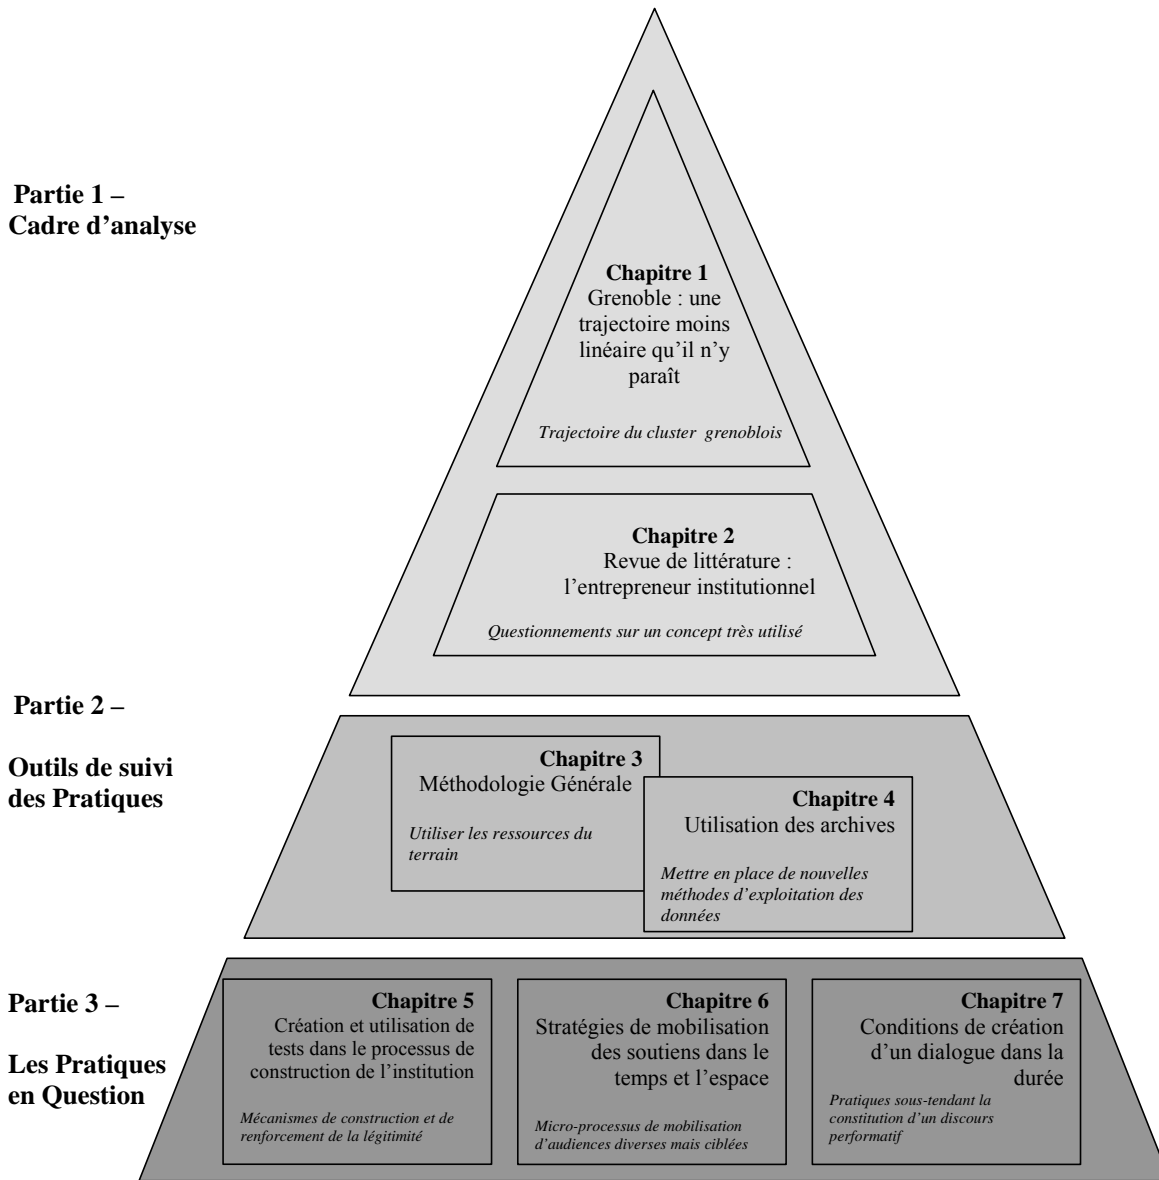 Partie 1 –
Cadre d’analyse
Chapitre 1
Grenoble : une
trajectoire moins
linéaire qu’il n’y
paraît
Trajectoire du cluster grenoblois
Chapitre 2
Revue de littérature :
l’entrepreneur institutionnel
Questionnements sur un concept très utilisé
Partie 2 –
Outils de suivi
des Pratiques
Chapitre 3
Méthodologie Générale
Utiliser les ressources du
terrain
Chapitre 4
Utilisation des archives
Mettre en place de nouvelles
méthodes d’exploitation des
données
Partie 3 –
Les Pratiques
en Question
Chapitre 5
Création et utilisation de
tests dans le processus de
construction de l’institution
Mécanismes de construction et de
renforcement de la légitimité
Chapitre 6
Stratégies de mobilisation
des soutiens dans le
temps et l’espace
Micro-processus de mobilisation
d’audiences diverses mais ciblées
Chapitre 7
Conditions de création
d’un dialogue dans la
durée
Pratiques sous-tendant la
constitution d’un discours
performatif